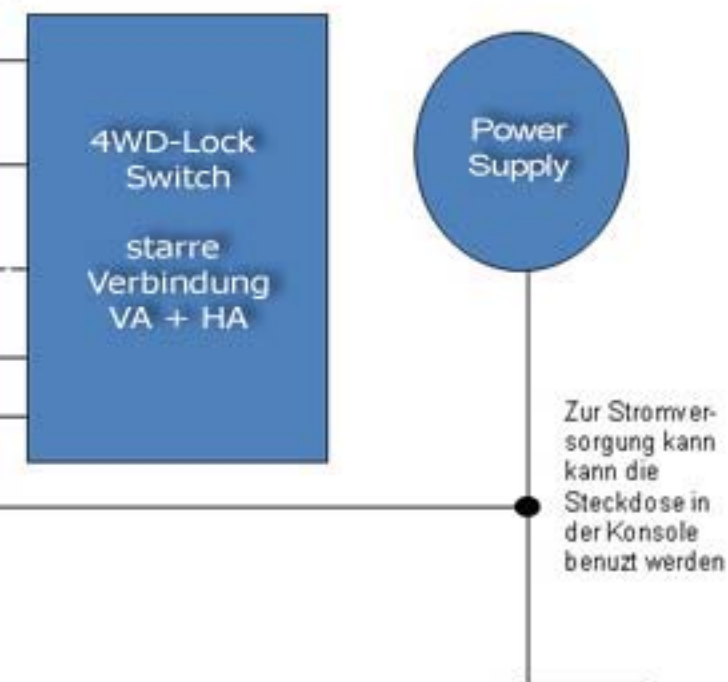 4WD-Lock
Switch
starre
Verbindung
VA + HA
Power
Supply
Zur Stromver-
sorgung kann
kann die
Steckdose in
der Konsole
benuzt werden